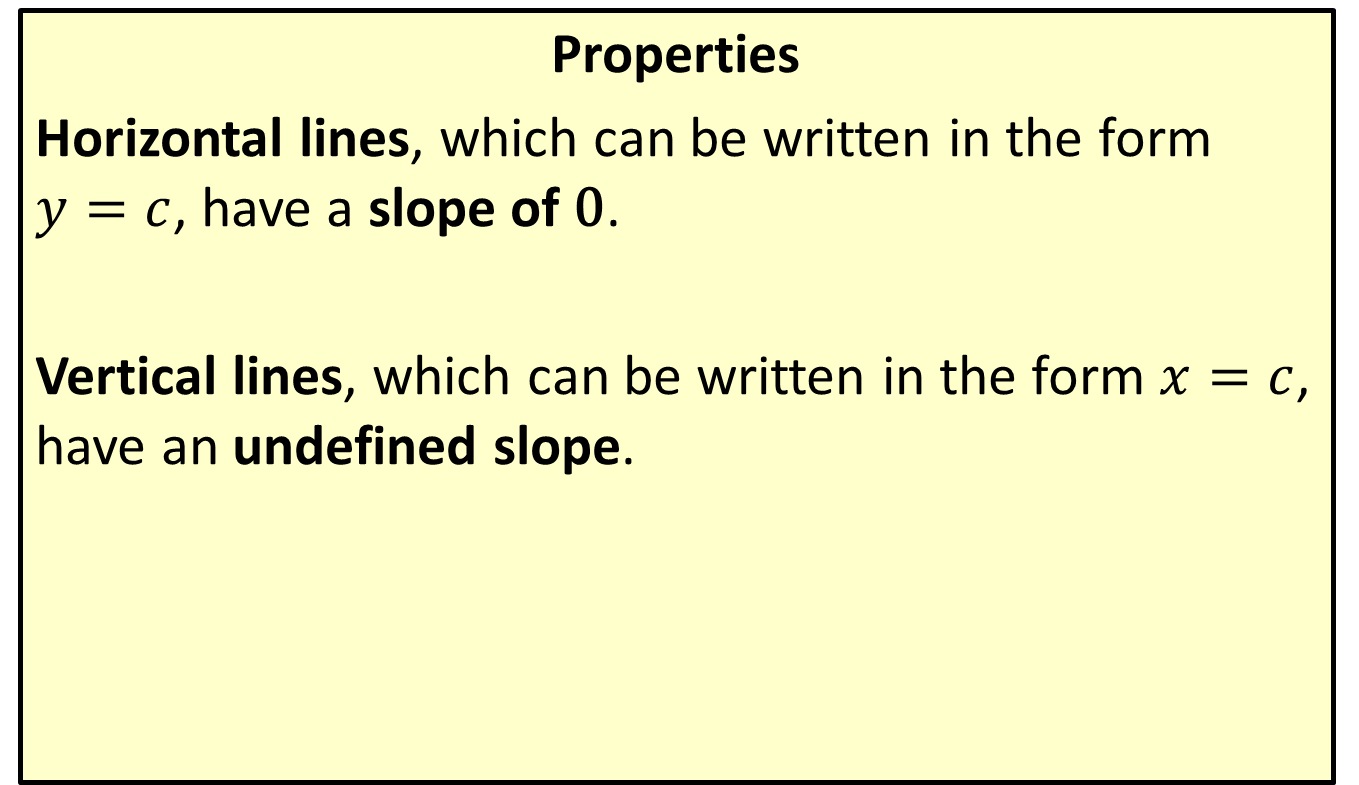 Properties
Horizontal lines, which can be written in the form
y = c, have a slope of 0.
Vertical lines, which can be written in the form x = c,
have an undefined slope.